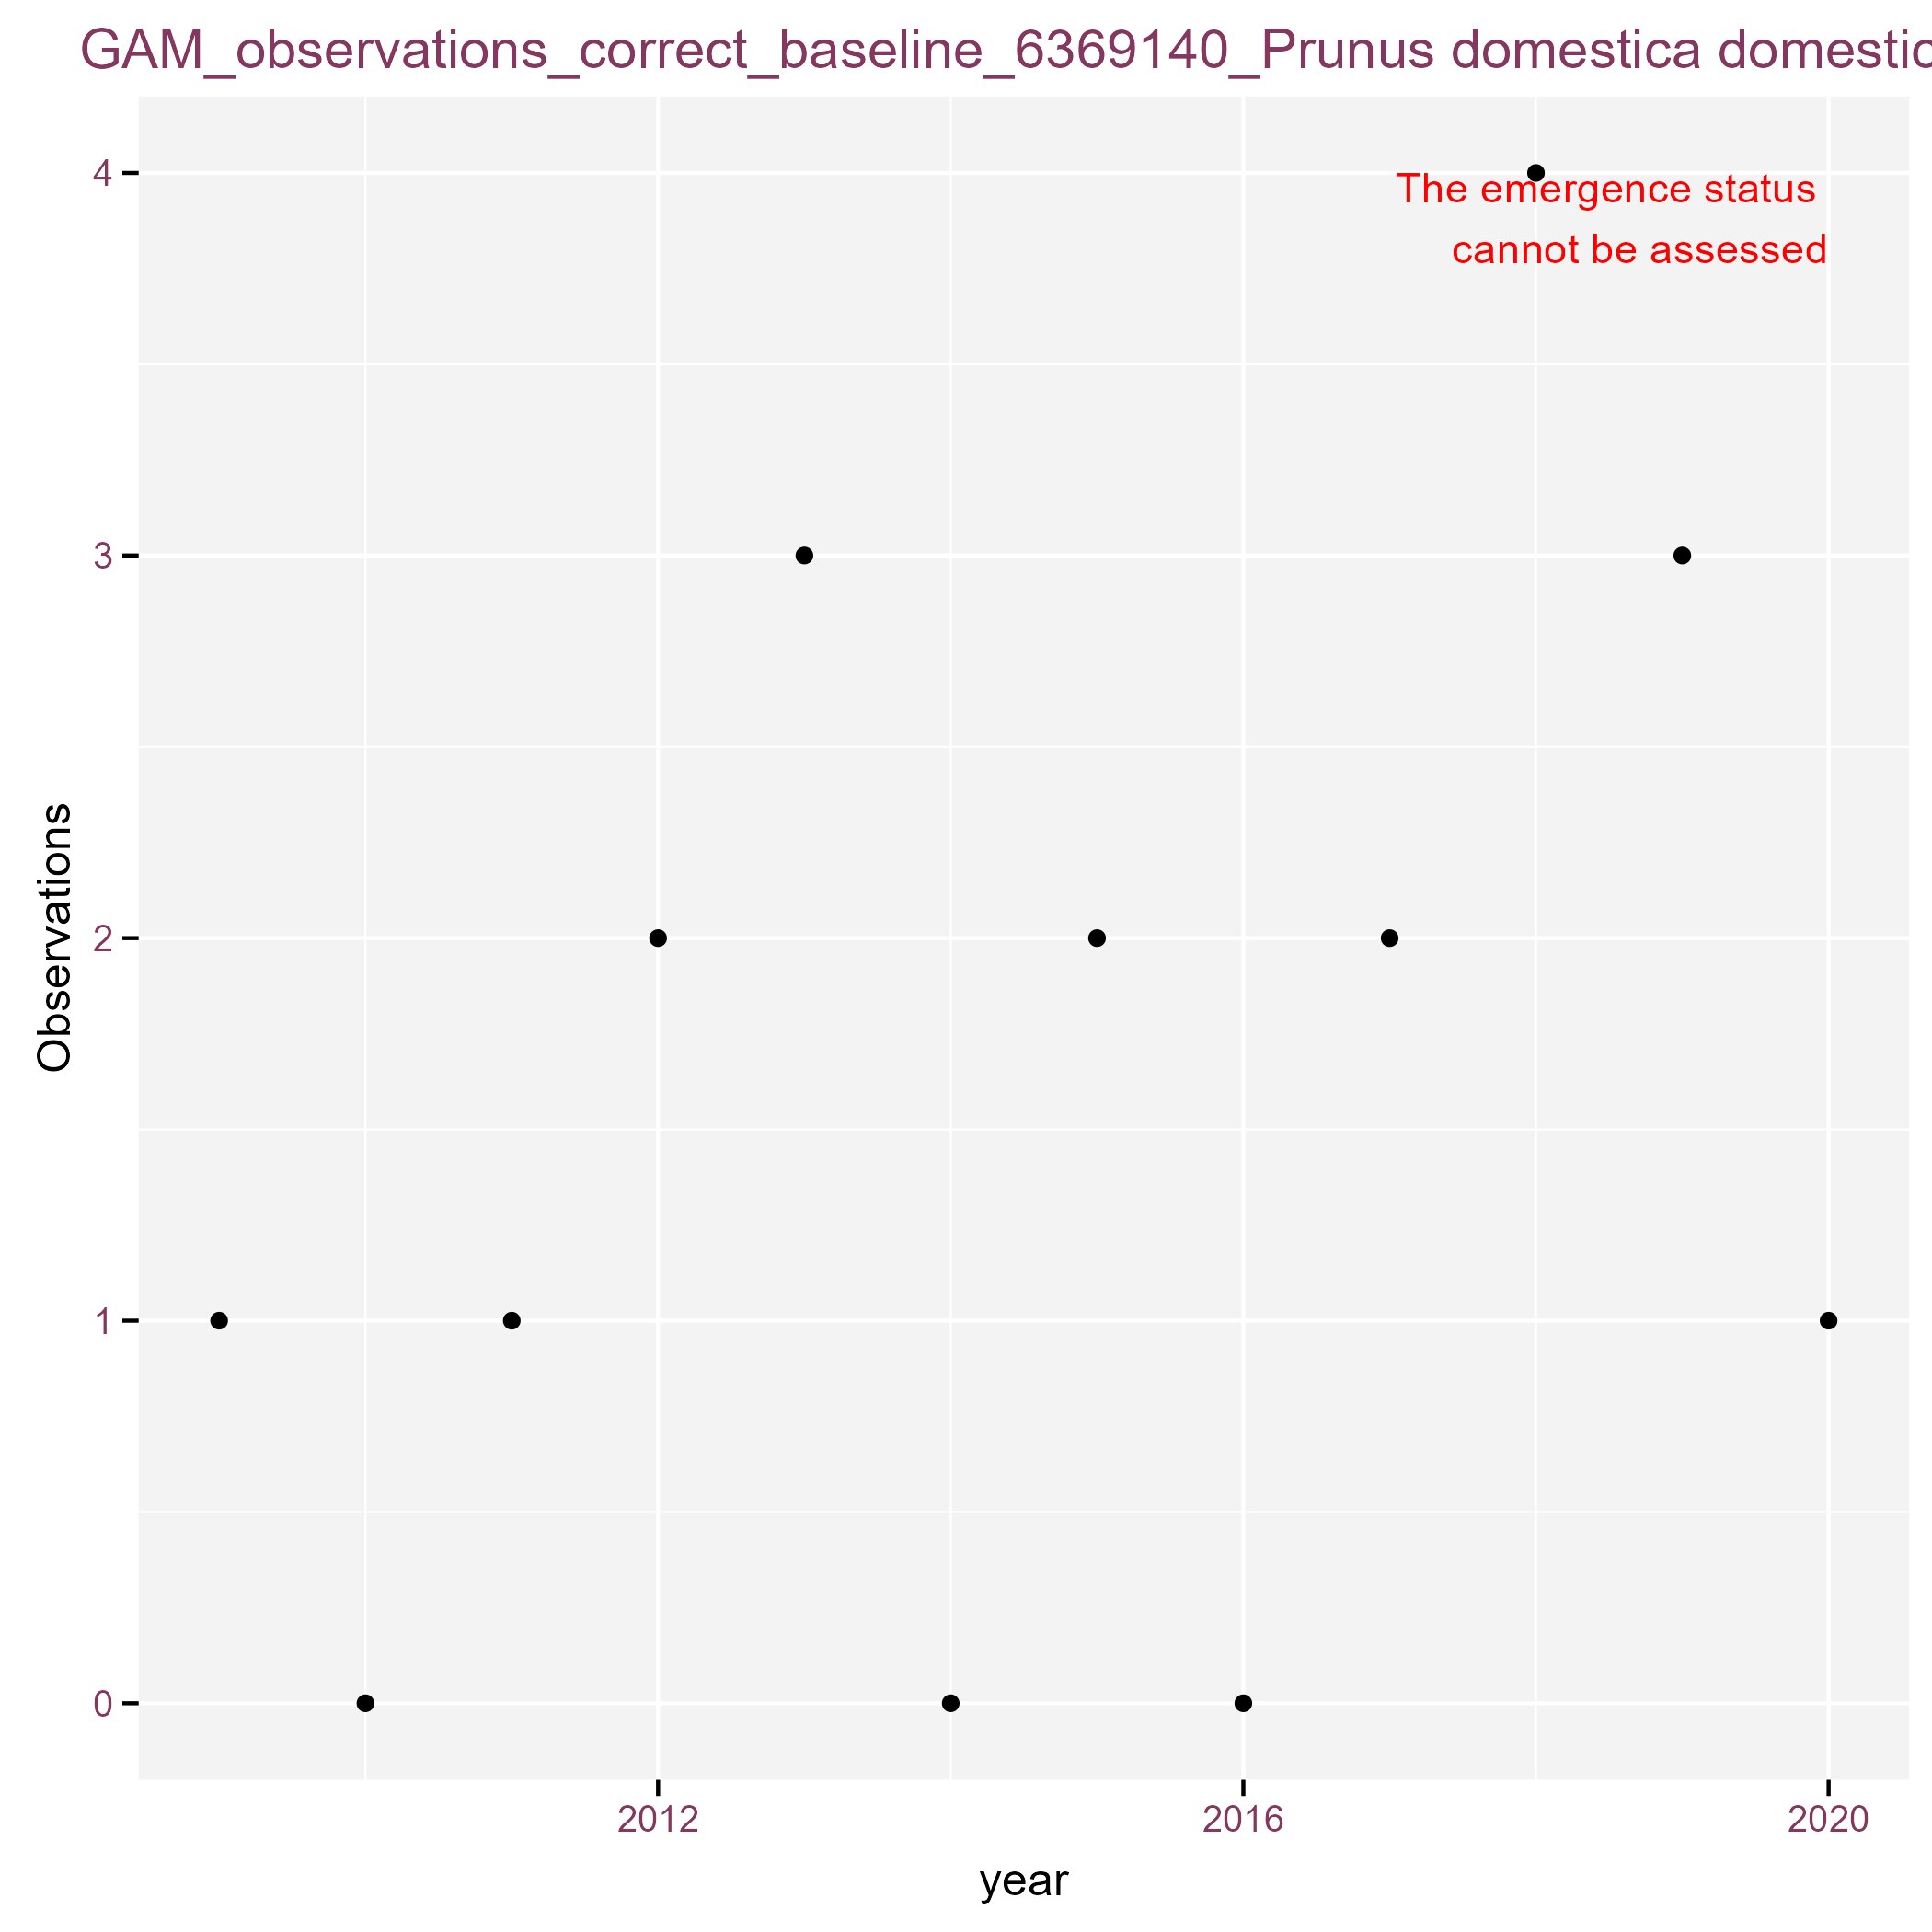 GAM_observations_correct_baseline_6369140_Prunus domestica domestic
4
The emergence status
cannot be assessed
3
Observations
2
1
0
2012 2016 2020
year